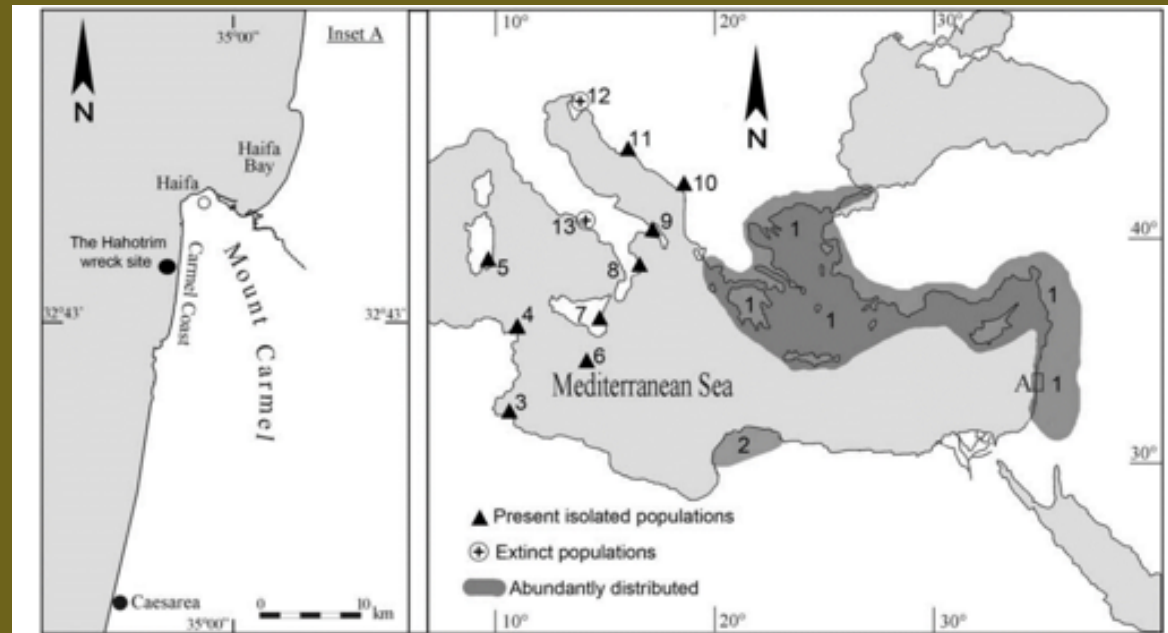 35°00"
Inset A
N
Haifa
Bay
Haifa
The Hahotrim
wreck site
Carmel Coast
Mount Carmel
32°43'
32°43'
Caesarea
0 10
km
35°00"
10°
20°
30°
12
N
11
10
13
9
1
40°
8
5
1
1
7
1
4
6
Mediterranean Sea
A
1
3
2
30°
Present isolated populations
Extinct populations
Abundantly distributed
10°
20°
30°